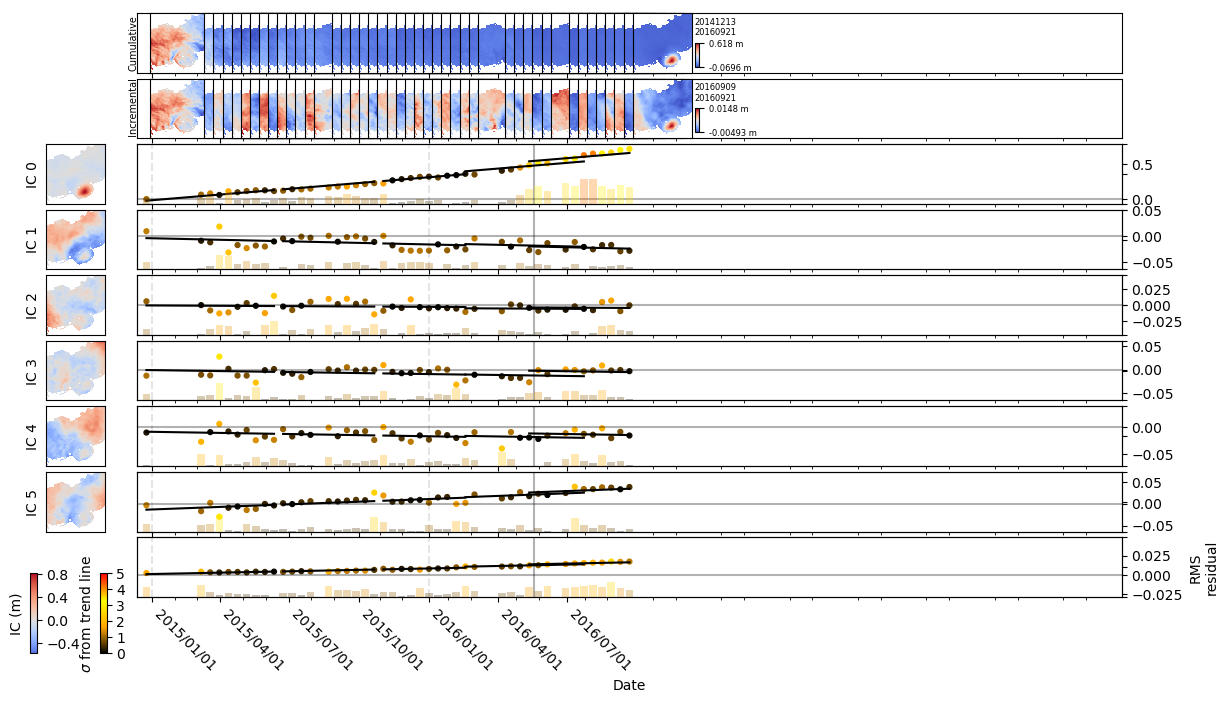 Cumulative
20141213
20160921
0.618 m
-0.0696 m
Incremental
20160909
20160921
0.0148 m
-0.00493 m
IC 0
0.5
0.0
IC 1
0.05
0.00
−0.05
IC 2
0.025
0.000
−0.025
IC 3
0.05
0.00
−0.05
IC 4
0.00
−0.05
IC 5
0.05
0.00
−0.05
0.025
0.000
−0.025
RMS
residual
2015/01/01
2015/04/01
2015/07/01
2015/10/01
2016/01/01
2016/04/01
2016/07/01
Date
IC (m)
0.8
0.4
0.0
−0.4
σ from trend line
5
4
3
2
1
0